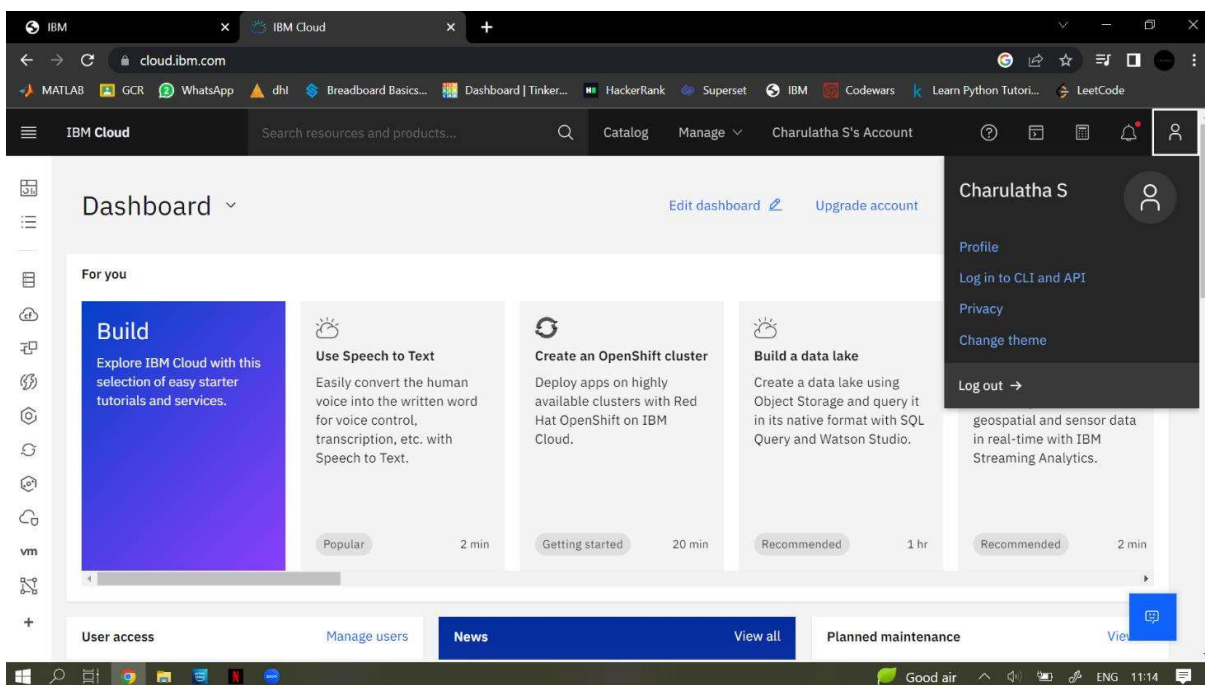 IBM
IBM Cloud
cloud.ibm.com
MATLAB GCR WhatsApp dhl Breadboard Basics... Dashboard | Tinker... HackerRank Superset IBM Codewars Learn Python Tutori... LeetCode
IBM Cloud Search resources and products... Catalog Manage Charulatha S's Account
Charulatha S
Profile
Log in to CLI and API
Privacy
Change theme
Log out →
Dashboard Edit dashboard Upgrade account
For you
Build
Explore IBM Cloud with this
selection of easy starter
tutorials and services.
Use Speech to Text
Easily convert the human
voice into the written word
for voice control,
transcription, etc. with
Speech to Text.
Popular 2 min
Create an OpenShift cluster
Deploy apps on highly
available clusters with Red
Hat OpenShift on IBM
Cloud.
Getting started 20 min
Build a data lake
Create a data lake using
Object Storage and query it
in its native format with SQL
Query and Watson Studio.
Recommended 1 hr
geospatial and sensor data
in real-time with IBM
Streaming Analytics.
Recommended 2 min
vm
User access Manage users
News View all
Planned maintenance
Good air ENG 11:14